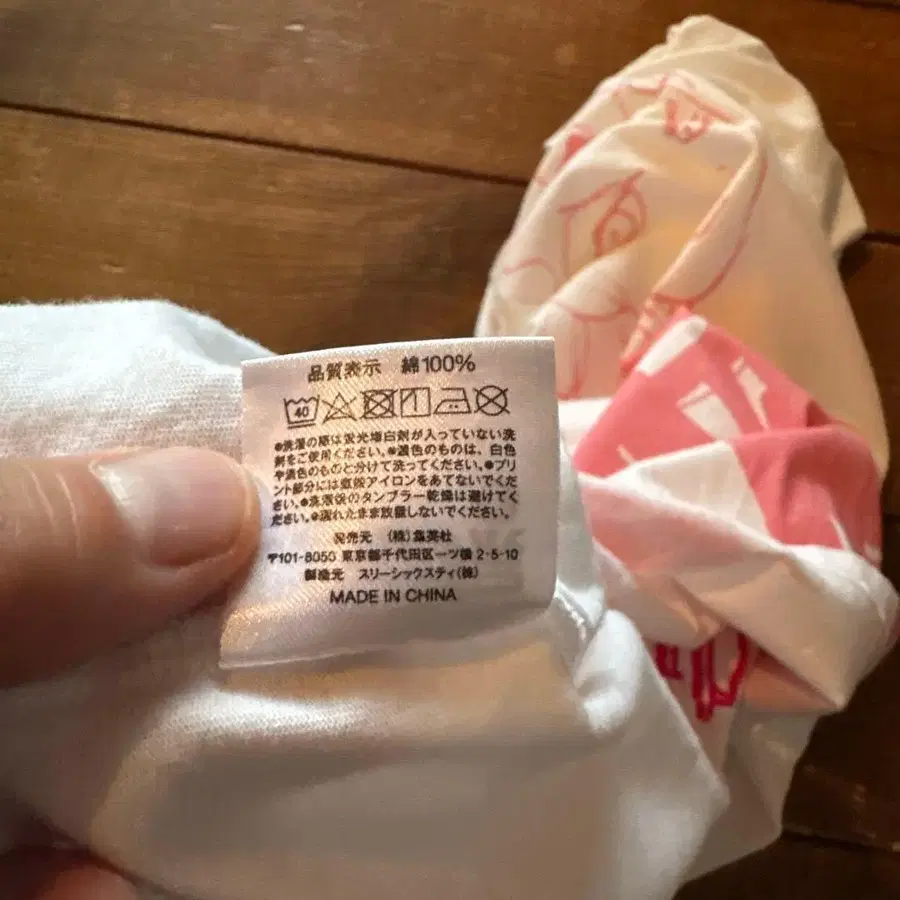 品質表示 綿100%
40
●洗濯の際は蛍光増白剤が入っていない洗
剤をご使用ください。●濃色のものは、白色
や淡色のものと分けて洗ってください。●プリ
ント部分には直接アイロンをあてないでくだ
さい。●洗濯後のタンブラー乾燥は避けてく
ださい。●濡れたまま放置しないでください。
発売元 (株)集英社
〒101-8050 東京都千代田区一ツ橋2-5-10
製造元 スリーシックスティ(株)
MADE IN CHINA